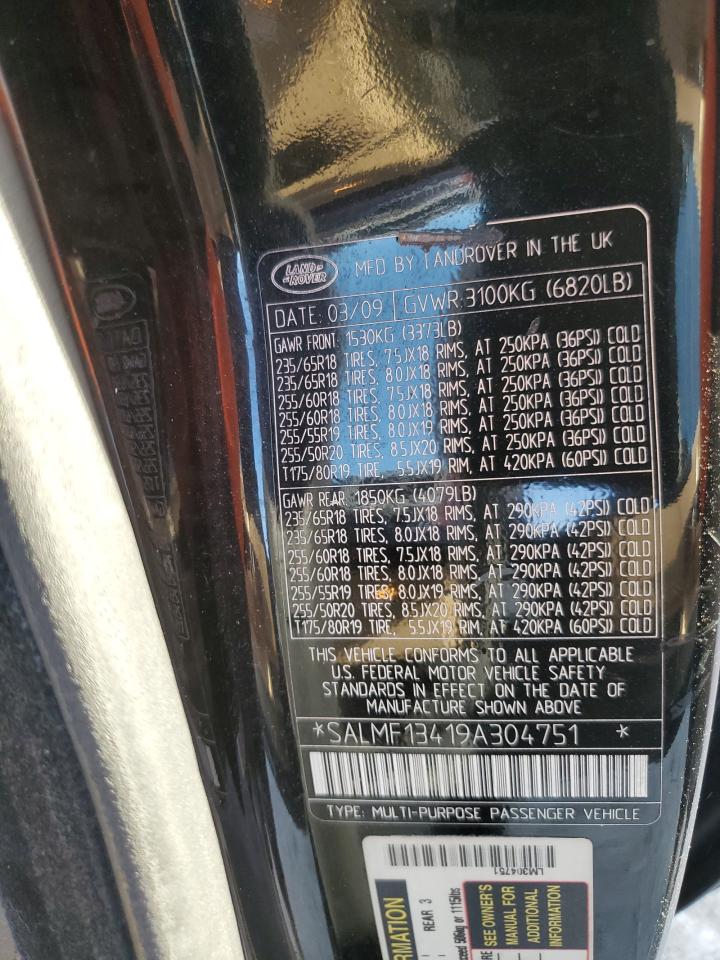 LAND ROVER
MFD BY LANDROVER IN THE UK
DATE: 03/09 GVWR:3100KG (6820LB)
GAWR FRONT: 1530KG (3373LB)
235/65R18 TIRES, 7.5JX18 RIMS, AT 250KPA (36PSI) COLD
235/65R18 TIRES, 8.0JX18 RIMS, AT 250KPA (36PSI) COLD
255/60R18 TIRES, 7.5JX18 RIMS, AT 250KPA (36PSI) COLD
255/60R18 TIRES, 8.0JX18 RIMS, AT 250KPA (36PSI) COLD
255/55R19 TIRES, 8.0JX19 RIMS, AT 250KPA (36PSI) COLD
255/50R20 TIRES, 8.5JX20 RIMS, AT 250KPA (36PSI) COLD
T175/80R19 TIRE, 5.5JX19 RIM, AT 420KPA (60PSI) COLD
GAWR REAR: 1850KG (4079LB)
235/65R18 TIRES, 7.5JX18 RIMS, AT 290KPA (42PSI) COLD
235/65R18 TIRES, 8.0JX18 RIMS, AT 290KPA (42PSI) COLD
255/60R18 TIRES, 7.5JX18 RIMS, AT 290KPA (42PSI) COLD
255/60R18 TIRES, 8.0JX18 RIMS, AT 290KPA (42PSI) COLD
255/55R19 TIRES, 8.0JX19 RIMS, AT 290KPA (42PSI) COLD
255/50R20 TIRES, 8.5JX20 RIMS, AT 290KPA (42PSI) COLD
T175/80R19 TIRE, 5.5JX19 RIM, AT 420KPA (60PSI) COLD
THIS VEHICLE CONFORMS TO ALL APPLICABLE
U.S. FEDERAL MOTOR VEHICLE SAFETY
STANDARDS IN EFFECT ON THE DATE OF
MANUFACTURE SHOWN ABOVE
*SALMF13419A304751 *
TYPE: MULTI-PURPOSE PASSENGER VEHICLE
LM304751
REAR 3
506kg or 1115lbs
SEE OWNER'S
MANUAL FOR
ADDITIONAL
INFORMATION